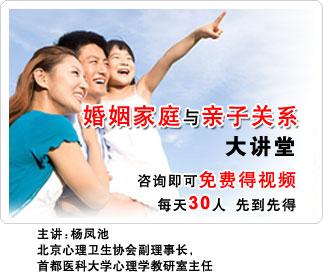 婚姻家庭与亲子关系
大讲堂
咨询即可免费得视频
每天30人 先到先得
主讲:杨凤池
北京心理卫生协会副理事长,
首都医科大学心理学教研室主任